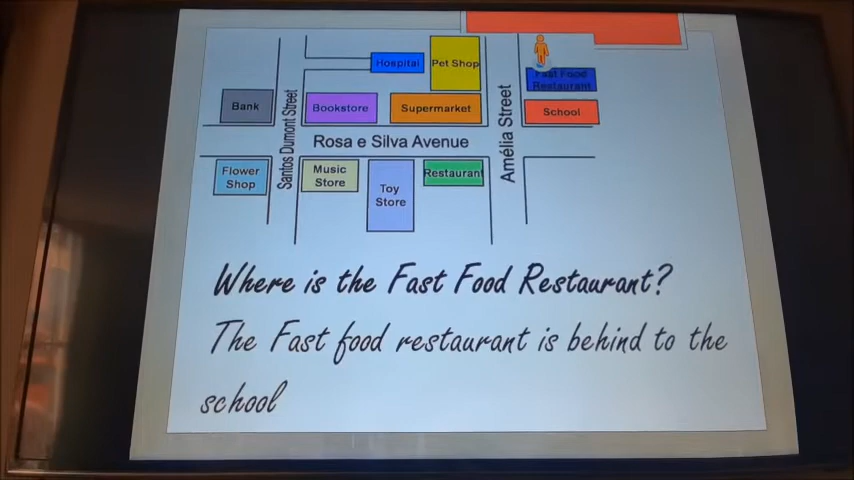 Hospital
Pet Shop
Fast Food
Restaurant
Bank
Santos Dumont Street
Bookstore
Supermarket
Amélia Street
School
Rosa e Silva Avenue
Flower
Shop
Music
Store
Toy
Store
Restaurant
Where is the Fast Food Restaurant?
The Fast food restaurant is behind to the
school